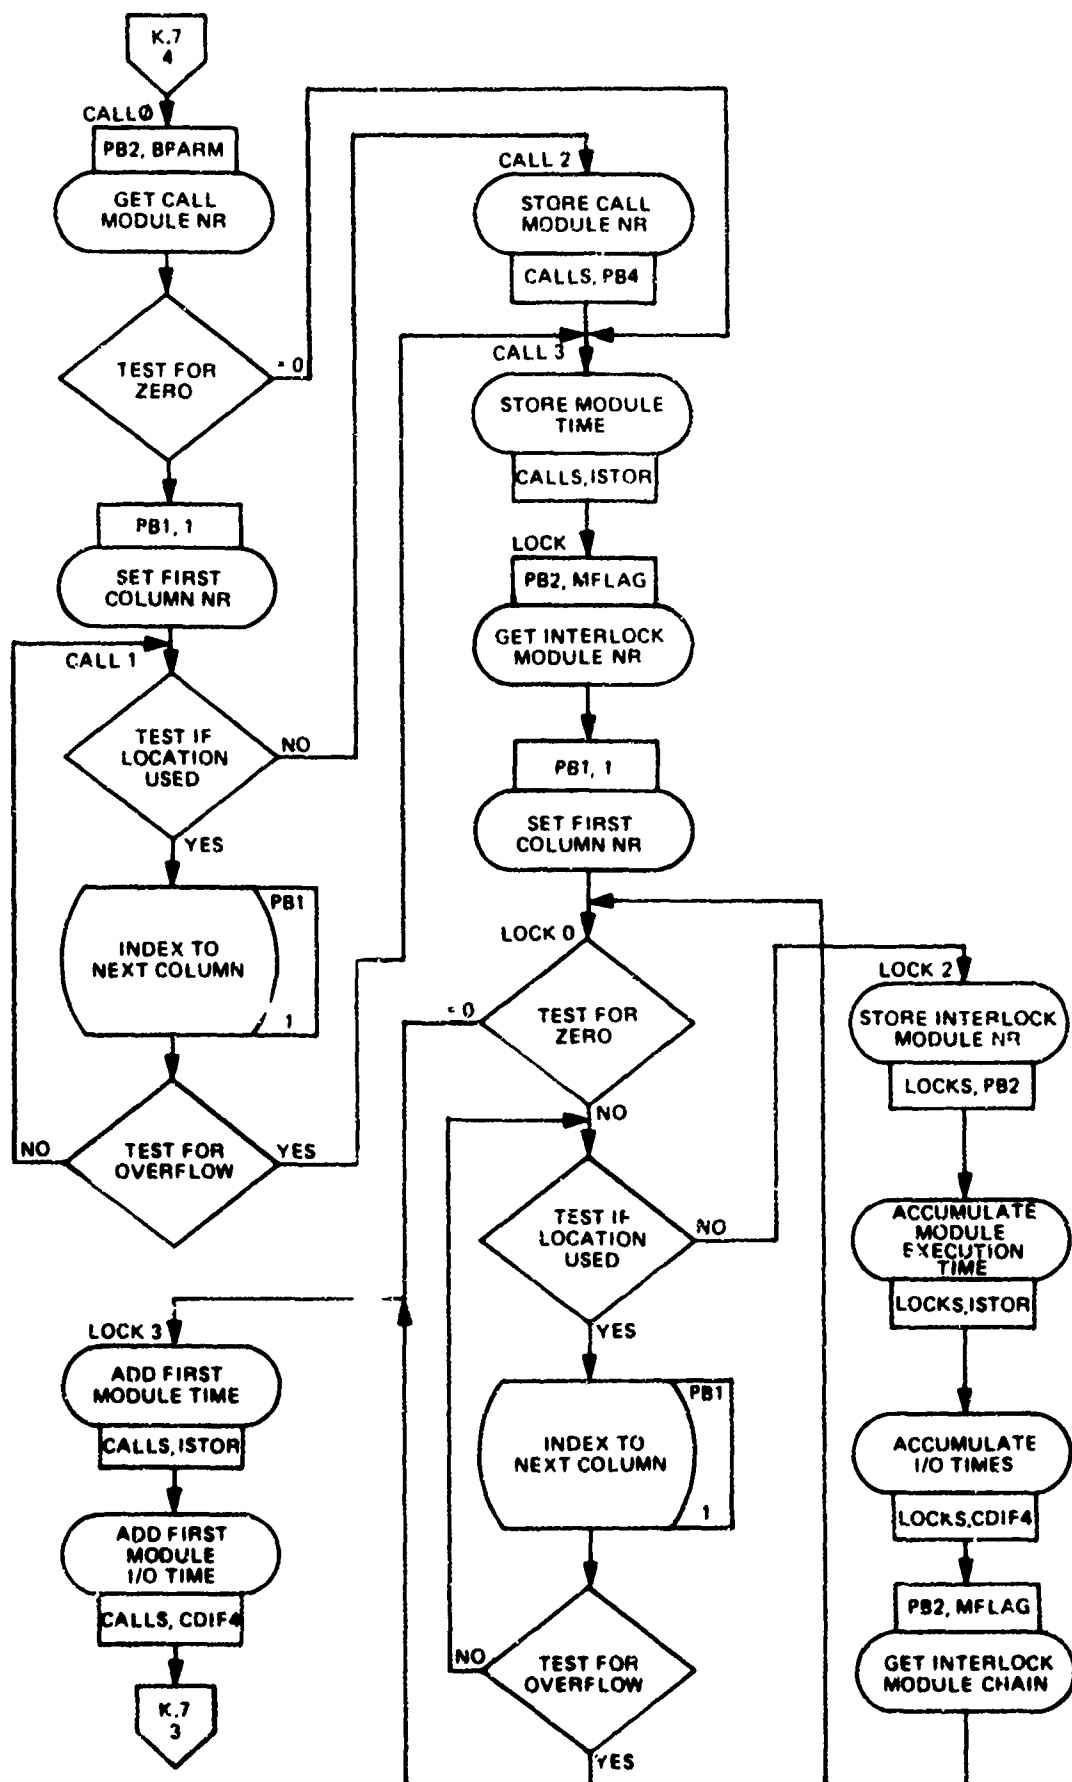 K.7
4
CALLØ
PB2, BPARM
GET CALL
MODULE NR
TEST FOR
ZERO
= 0
PB1, 1
SET FIRST
COLUMN NR
CALL 1
TEST IF
LOCATION
USED
NO
YES
PB1
INDEX TO
NEXT COLUMN
1
TEST FOR
OVERFLOW
NO
YES
LOCK 3
ADD FIRST
MODULE TIME
CALLS, ISTOR
ADD FIRST
MODULE
I/O TIME
CALLS, CDIF4
K.7
3
CALL 2
STORE CALL
MODULE NR
CALLS, PB4
CALL 3
STORE MODULE
TIME
CALLS, ISTOR
LOCK
PB2, MFLAG
GET INTERLOCK
MODULE NR
PB1, 1
SET FIRST
COLUMN NR
LOCK 0
= 0
TEST FOR
ZERO
NO
TEST IF
LOCATION
USED
NO
YES
PB1
INDEX TO
NEXT COLUMN
1
NO
TEST FOR
OVERFLOW
YES
LOCK 2
STORE INTERLOCK
MODULE NR
LOCKS, PB2
ACCUMULATE
MODULE
EXECUTION
TIME
LOCKS, ISTOR
ACCUMULATE
I/O TIMES
LOCKS, CDIF4
PB2, MFLAG
GET INTERLOCK
MODULE CHAIN